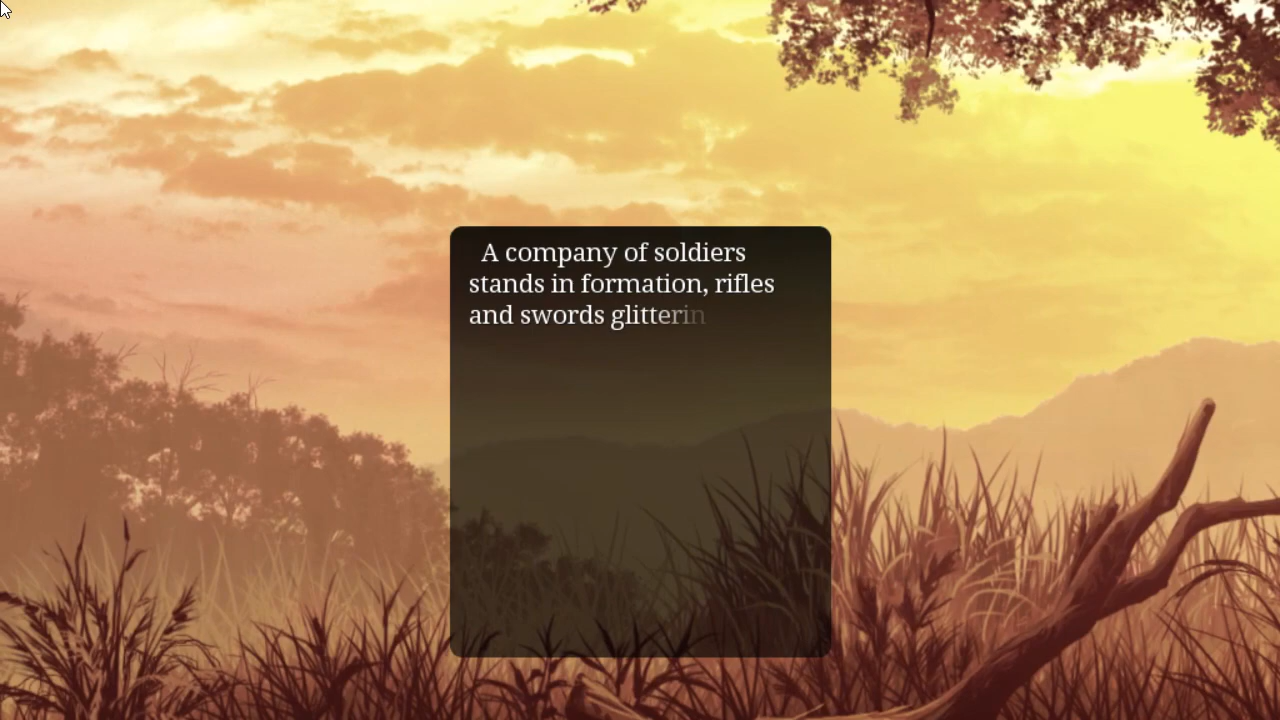 A company of soldiers
stands in formation, rifles
and swords glitterin